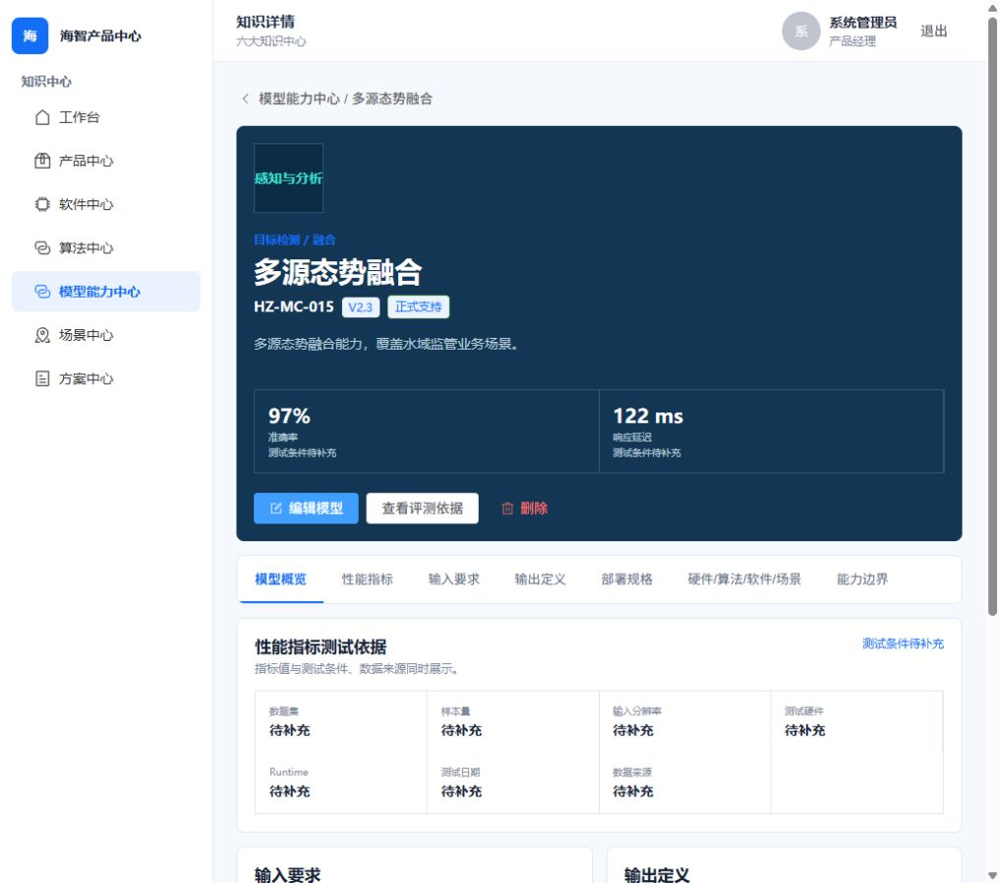 海 海智产品中心
知识中心
工作台
产品中心
软件中心
算法中心
模型能力中心
场景中心
方案中心
知识详情
六大知识中心
系 系统管理员
产品经理
退出
模型能力中心 / 多源态势融合
感知与分析
目标检测 / 融合
多源态势融合
HZ-MC-015 V2.3 正式支持
多源态势融合能力，覆盖水域监管业务场景。
97%
准确率
测试条件待补充
122 ms
响应延迟
测试条件待补充
编辑模型 查看评测依据 删除
模型概览 性能指标 输入要求 输出定义 部署规格 硬件/算法/软件/场景 能力边界
性能指标测试依据
测试条件待补充
指标值与测试条件、数据来源同时展示。
数据集
待补充
样本量
待补充
输入分辨率
待补充
测试硬件
待补充
Runtime
待补充
测试日期
待补充
数据来源
待补充
输入要求
输出定义